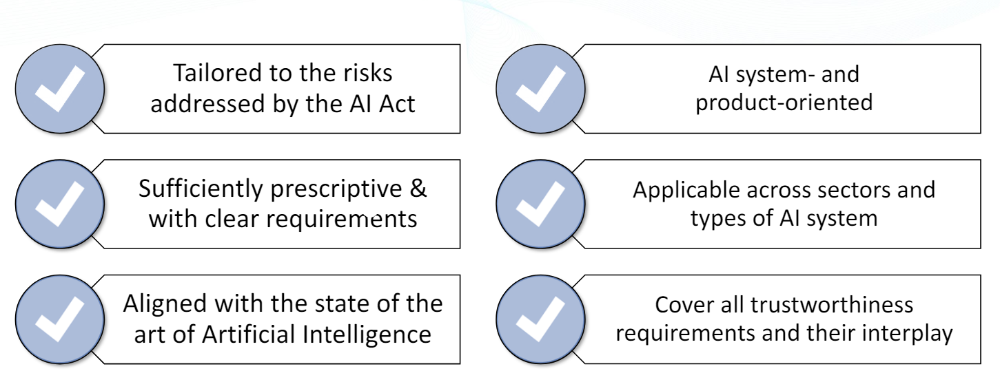 Tailored to the risks
addressed by the AI Act
AI system- and
product-oriented
Sufficiently prescriptive &
with clear requirements
Applicable across sectors and
types of AI system
Aligned with the state of the
art of Artificial Intelligence
Cover all trustworthiness
requirements and their interplay